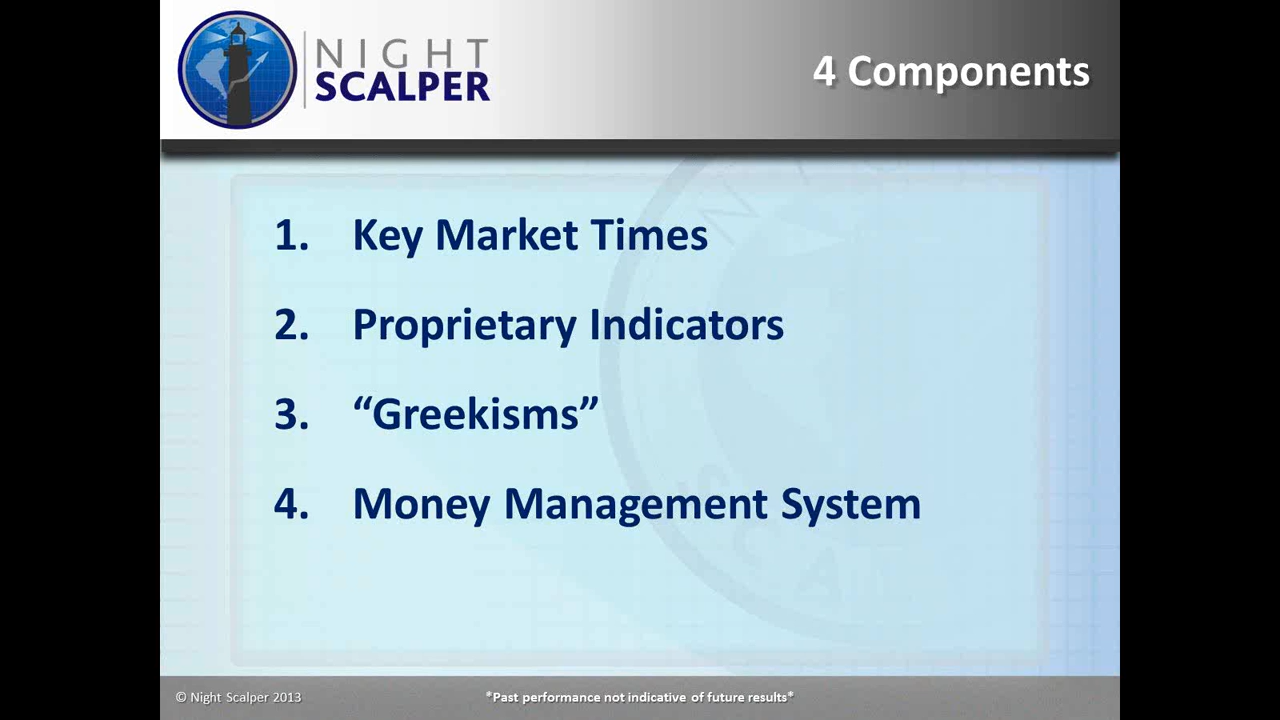 NIGHT
SCALPER
4 Components
1. Key Market Times
2. Proprietary Indicators
3. “Greekisms”
4. Money Management System
© Night Scalper 2013
*Past performance not indicative of future results*